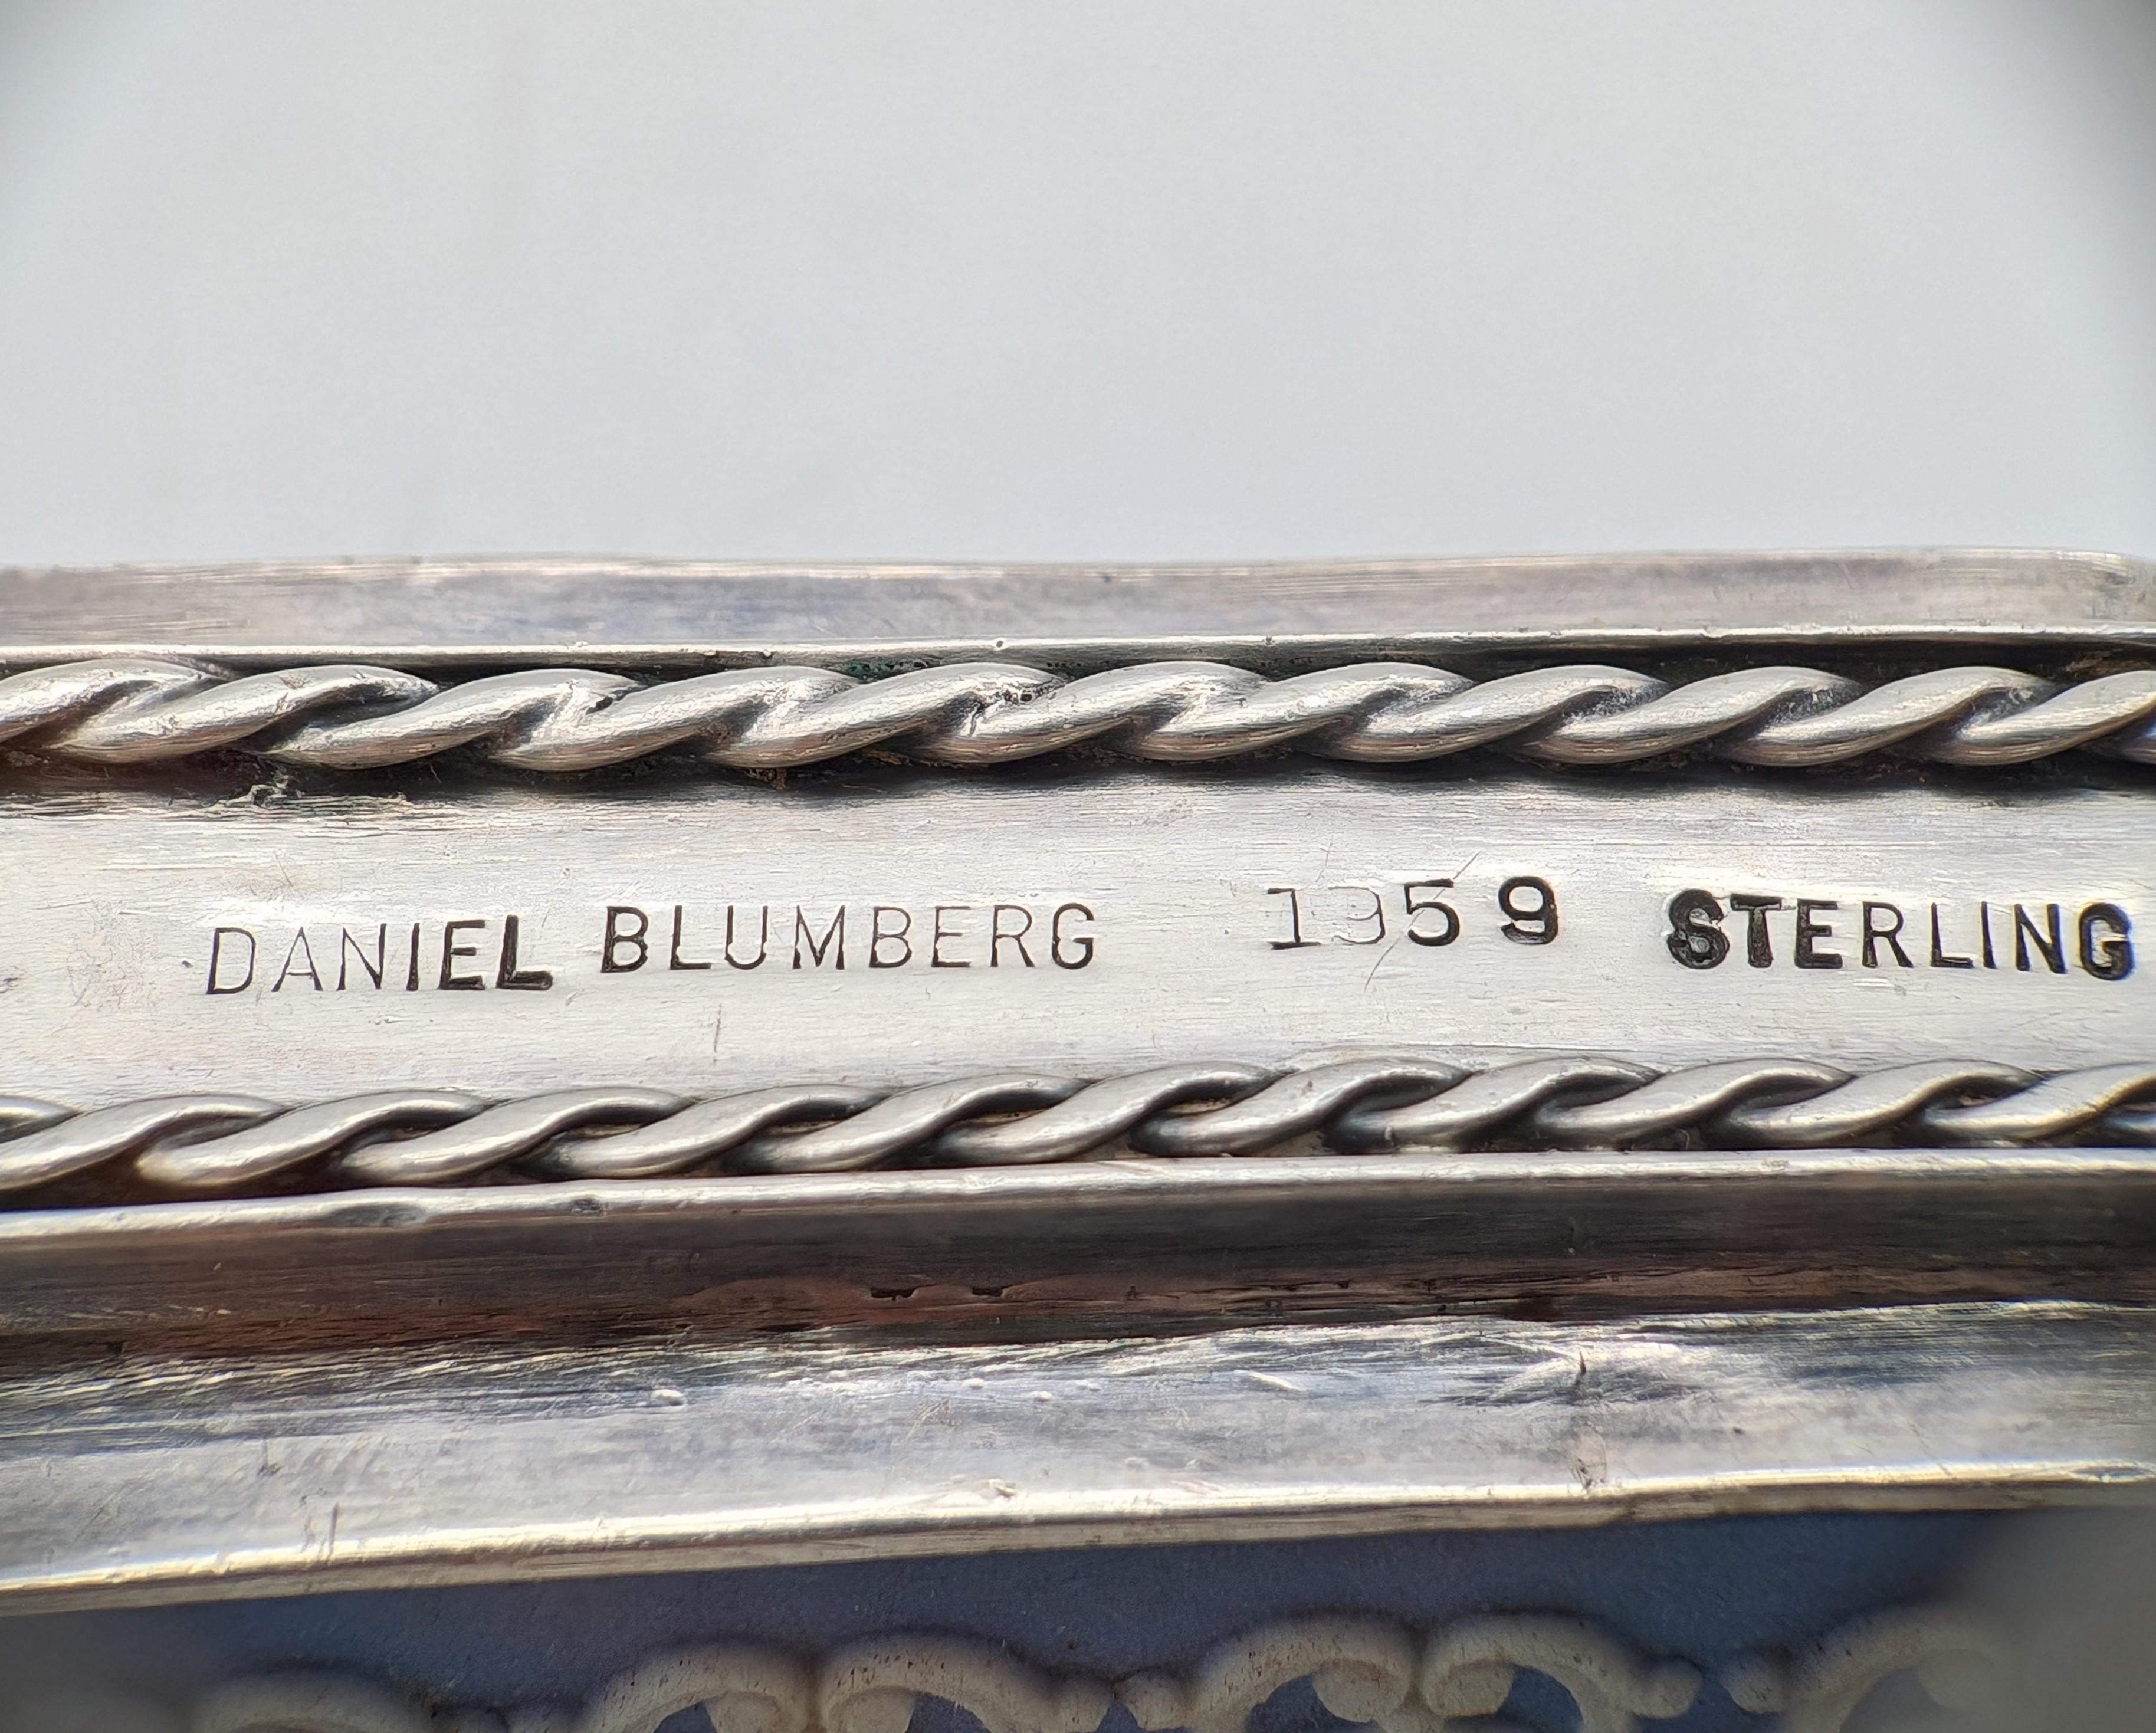 DANIEL BLUMBERG 1959 STERLING